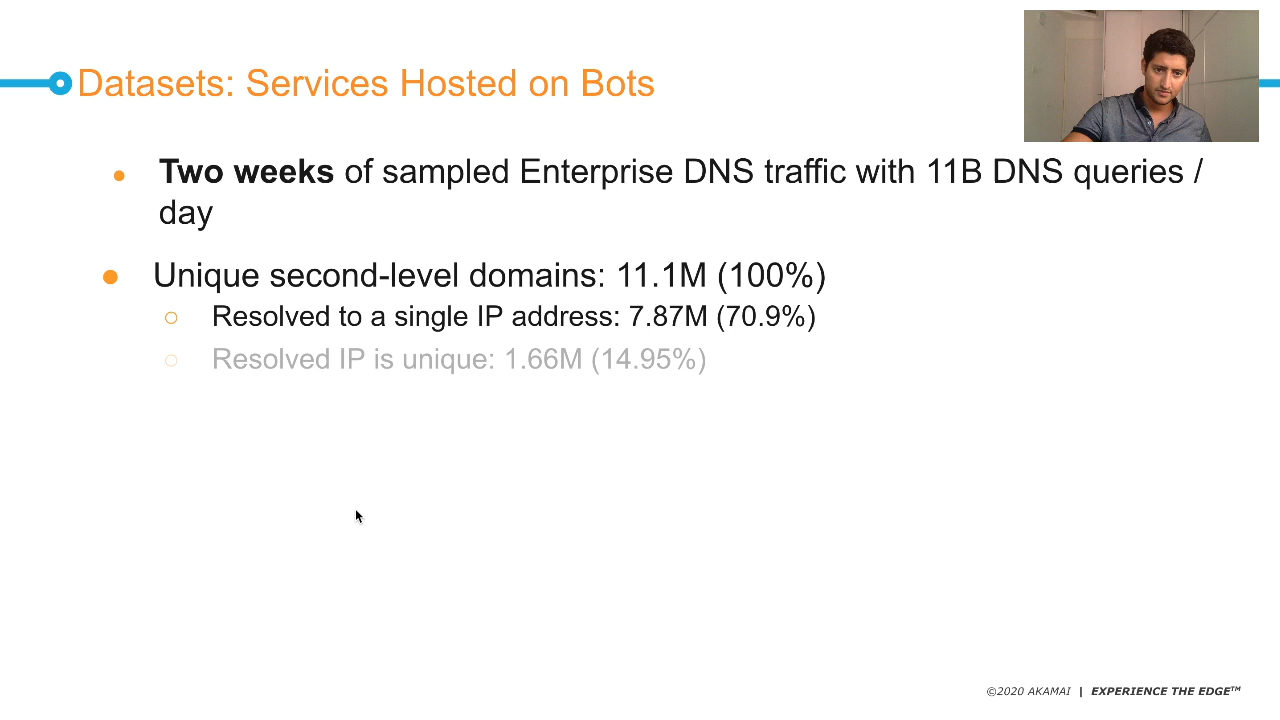 Datasets: Services Hosted on Bots
● Two weeks of sampled Enterprise DNS traffic with 11B DNS queries /
day
● Unique second-level domains: 11.1M (100%)
○ Resolved to a single IP address: 7.87M (70.9%)
○ Resolved IP is unique: 1.66M (14.95%)
©2020 AKAMAI | EXPERIENCE THE EDGE™